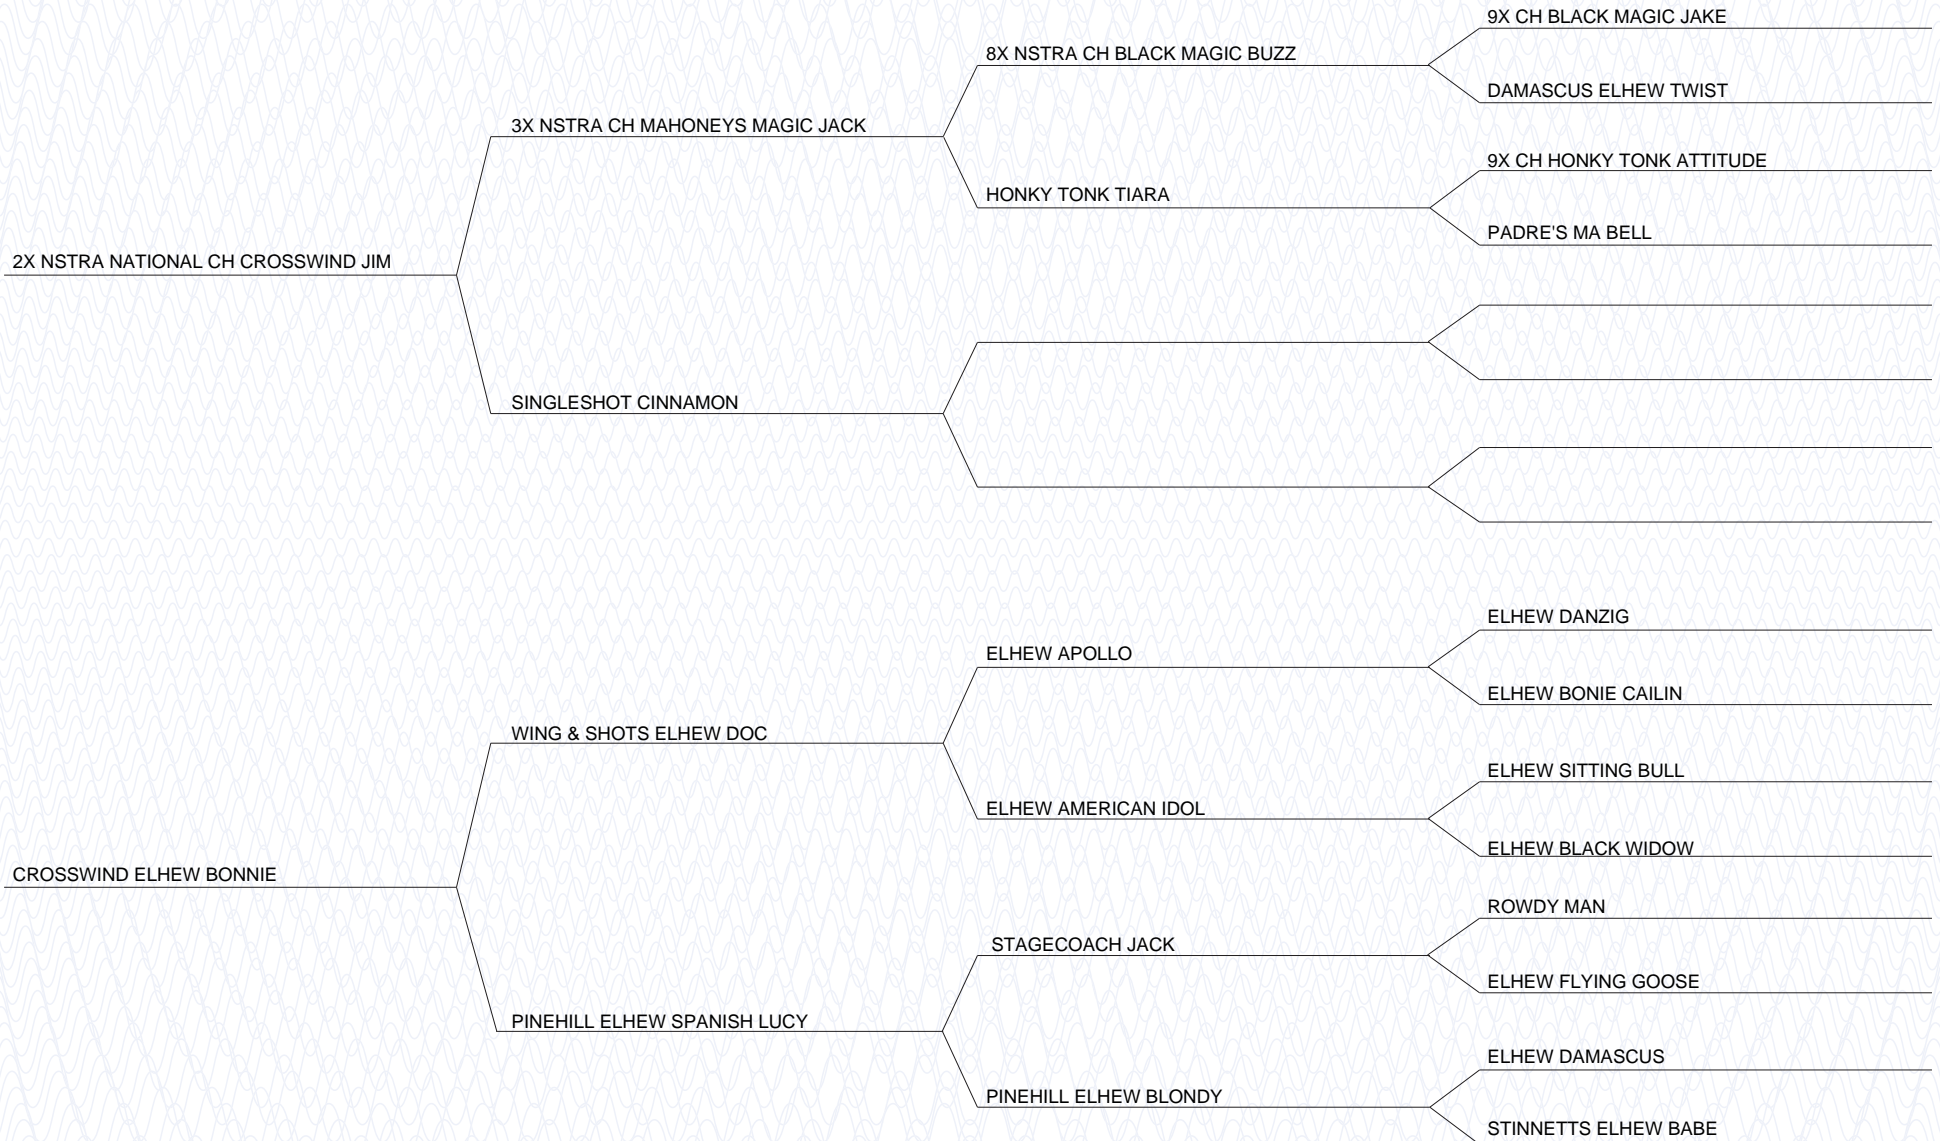 9X CH BLACK MAGIC JAKE
8X NSTRA CH BLACK MAGIC BUZZ
DAMASCUS ELHEW TWIST
3X NSTRA CH MAHONEYS MAGIC JACK
9X CH HONKY TONK ATTITUDE
HONKY TONK TIARA
PADRE'S MA BELL
2X NSTRA NATIONAL CH CROSSWIND JIM
SINGLESHOT CINNAMON
ELHEW DANZIG
ELHEW APOLLO
ELHEW BONIE CAILIN
WING & SHOTS ELHEW DOC
ELHEW SITTING BULL
ELHEW AMERICAN IDOL
ELHEW BLACK WIDOW
CROSSWIND ELHEW BONNIE
ROWDY MAN
STAGECOACH JACK
ELHEW FLYING GOOSE
PINEHILL ELHEW SPANISH LUCY
ELHEW DAMASCUS
PINEHILL ELHEW BLONDY
STINNETTS ELHEW BABE